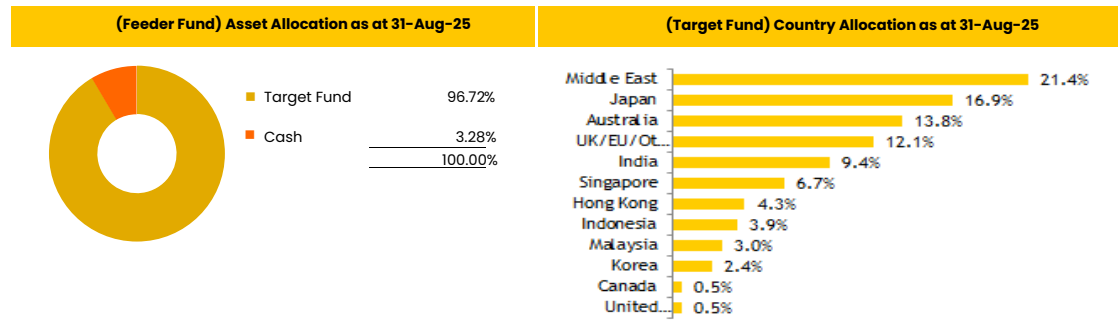 (Feeder Fund) Asset Allocation as at 31-Aug-25
Target Fund 96.72%
Cash 3.28%
100.00%
(Target Fund) Country Allocation as at 31-Aug-25
Middle East 21.4%
Japan 16.9%
Australia 13.8%
UK/EU/Ot... 12.1%
India 9.4%
Singapore 6.7%
Hong Kong 4.3%
Indonesia 3.9%
Malaysia 3.0%
Korea 2.4%
Canada 0.5%
United... 0.5%